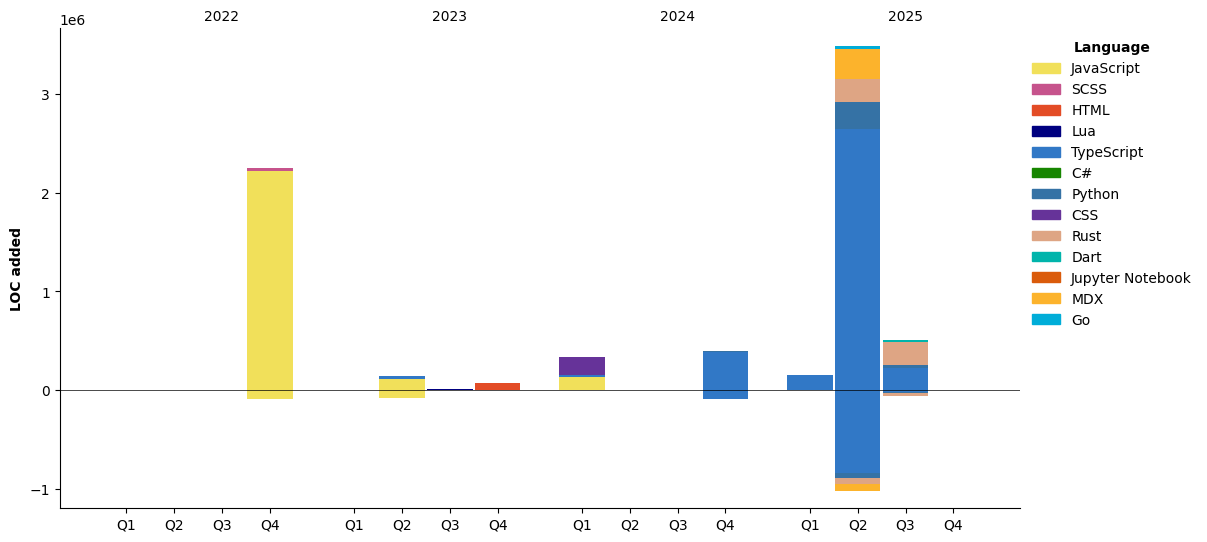 2022 2023 2024 2025
1e6
Language
JavaScript
SCSS
HTML
Lua
TypeScript
C#
Python
CSS
Rust
Dart
Jupyter Notebook
MDX
Go
LOC added
3
2
1
0
−1
Q1 Q2 Q3 Q4 Q1 Q2 Q3 Q4 Q1 Q2 Q3 Q4 Q1 Q2 Q3 Q4